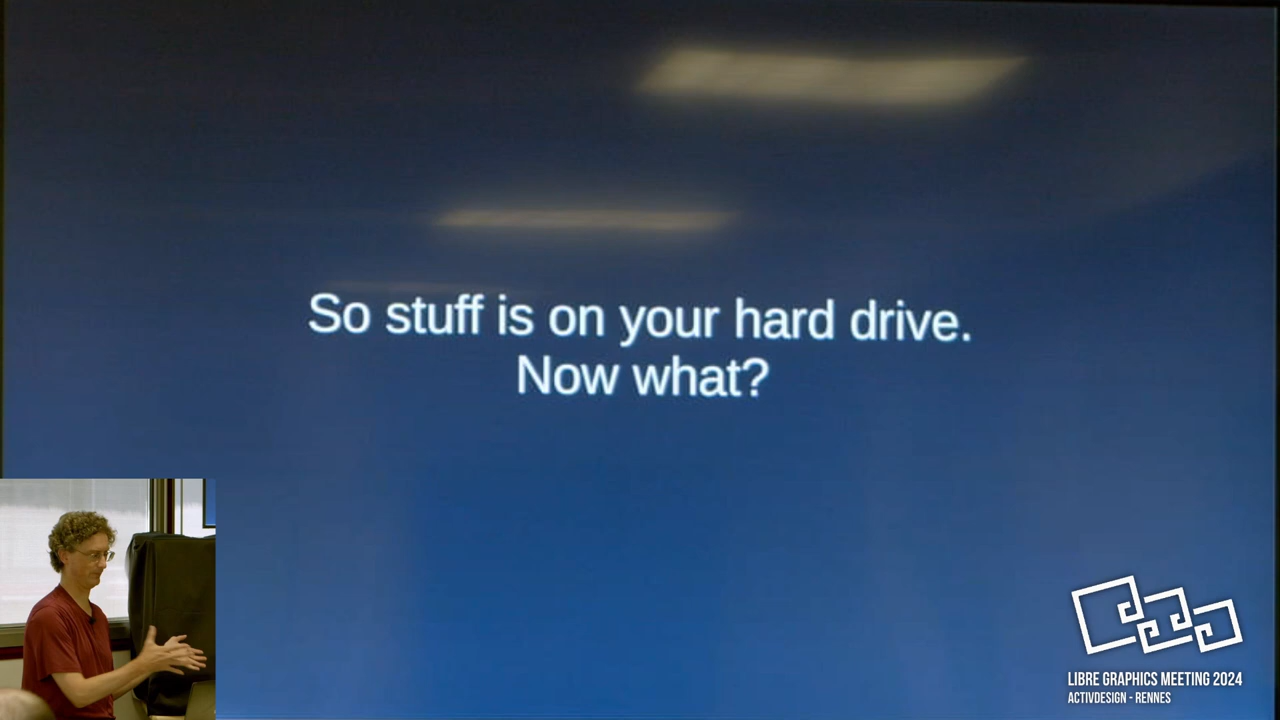 So stuff is on your hard drive.
Now what?
LIBRE GRAPHICS MEETING 2024
ACTIVDESIGN - RENNES